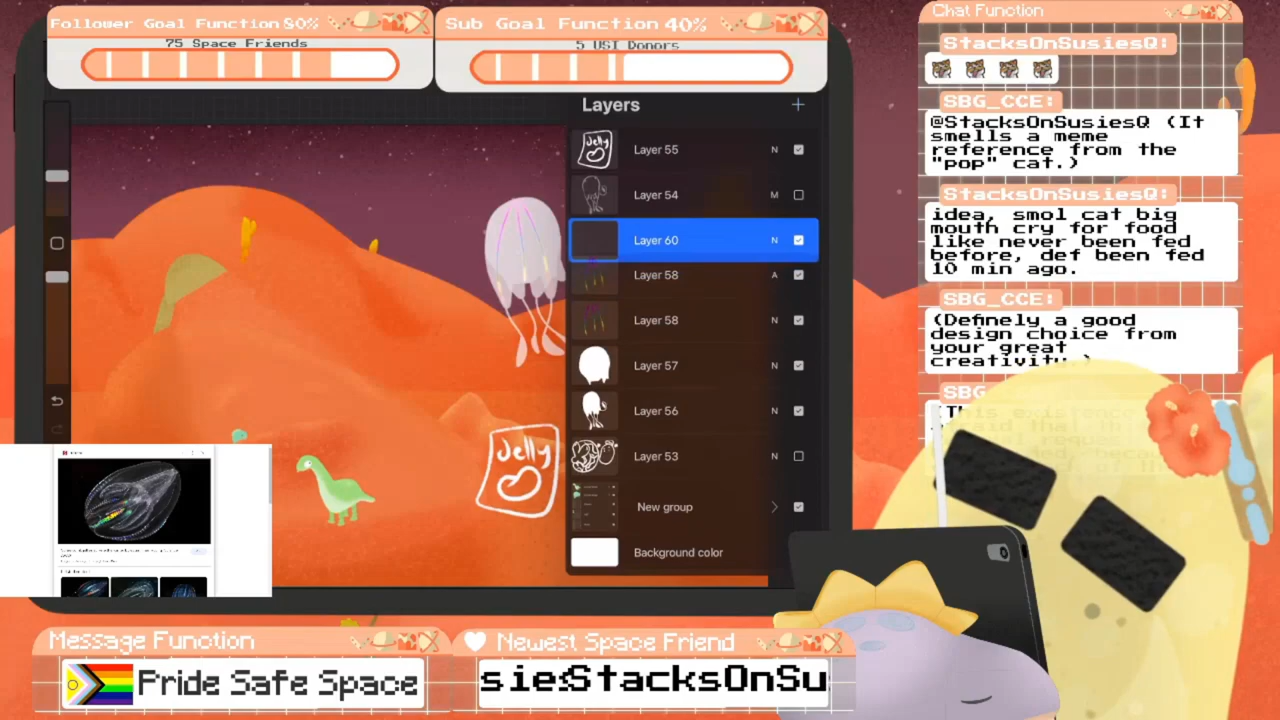 Follower Goal Function 80%
75 Space Friends
Sub Goal Function 40%
5 USI Donors
Layers
Layer 55
N
Layer 54
M
Layer 60
N
Layer 58
A
Layer 58
N
Layer 57
N
Layer 56
N
Layer 53
N
New group
Background color
Jelly
Jelly
Chat Function
StacksOnSusiesQ:
SBG_CCE:
@StacksOnSusiesQ (It
smells a meme
reference from the
"pop" cat.)
StacksOnSusiesQ:
idea, smol cat big
mouth cry for food
like never been fed
before, def been fed
10 min ago.
SBG_CCE:
(Definely a good
design choice from
your great
creativity.)
SBG
Message Function
Pride Safe Space
Newest Space Friend
sie:StacksOnSu